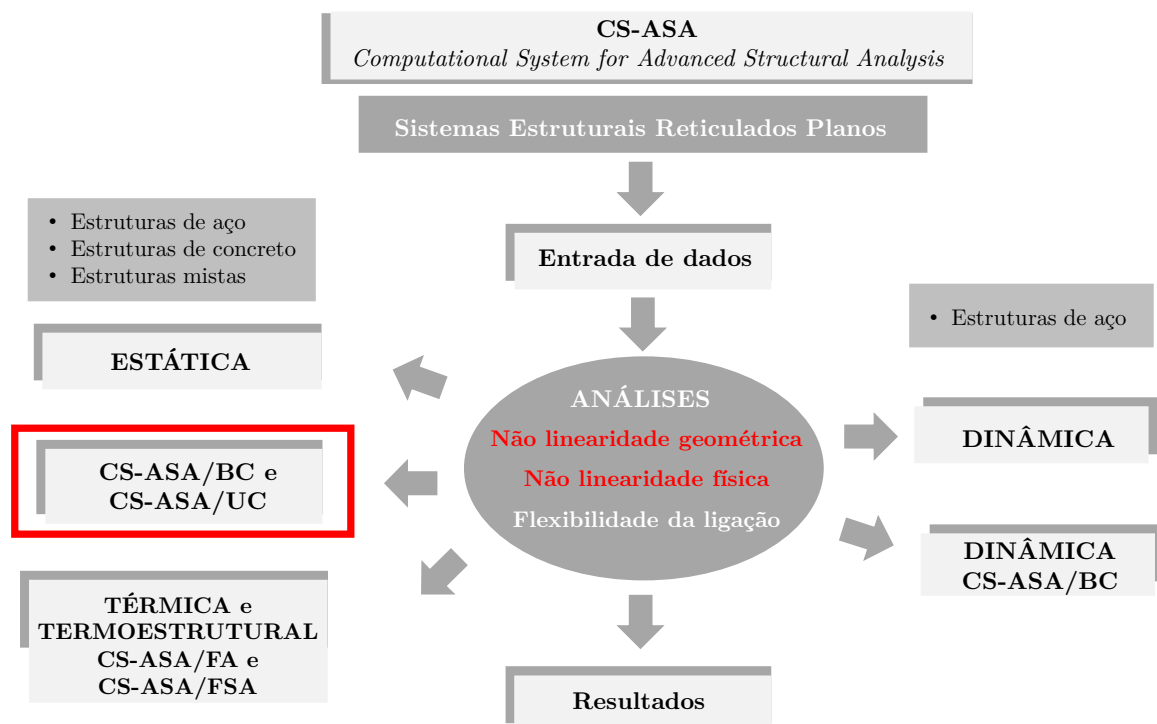 CS-ASA
Computational System for Advanced Structural Analysis
Sistemas Estruturais Reticulados Planos
• Estruturas de aço
• Estruturas de concreto
• Estruturas mistas
Entrada de dados
• Estruturas de aço
ESTÁTICA
ANÁLISES
Não linearidade geométrica
Não linearidade física
Flexibilidade da ligação
DINÂMICA
CS-ASA/BC e
CS-ASA/UC
DINÂMICA
CS-ASA/BC
TÉRMICA e
TERMOESTRUTURAL
CS-ASA/FA e
CS-ASA/FSA
Resultados